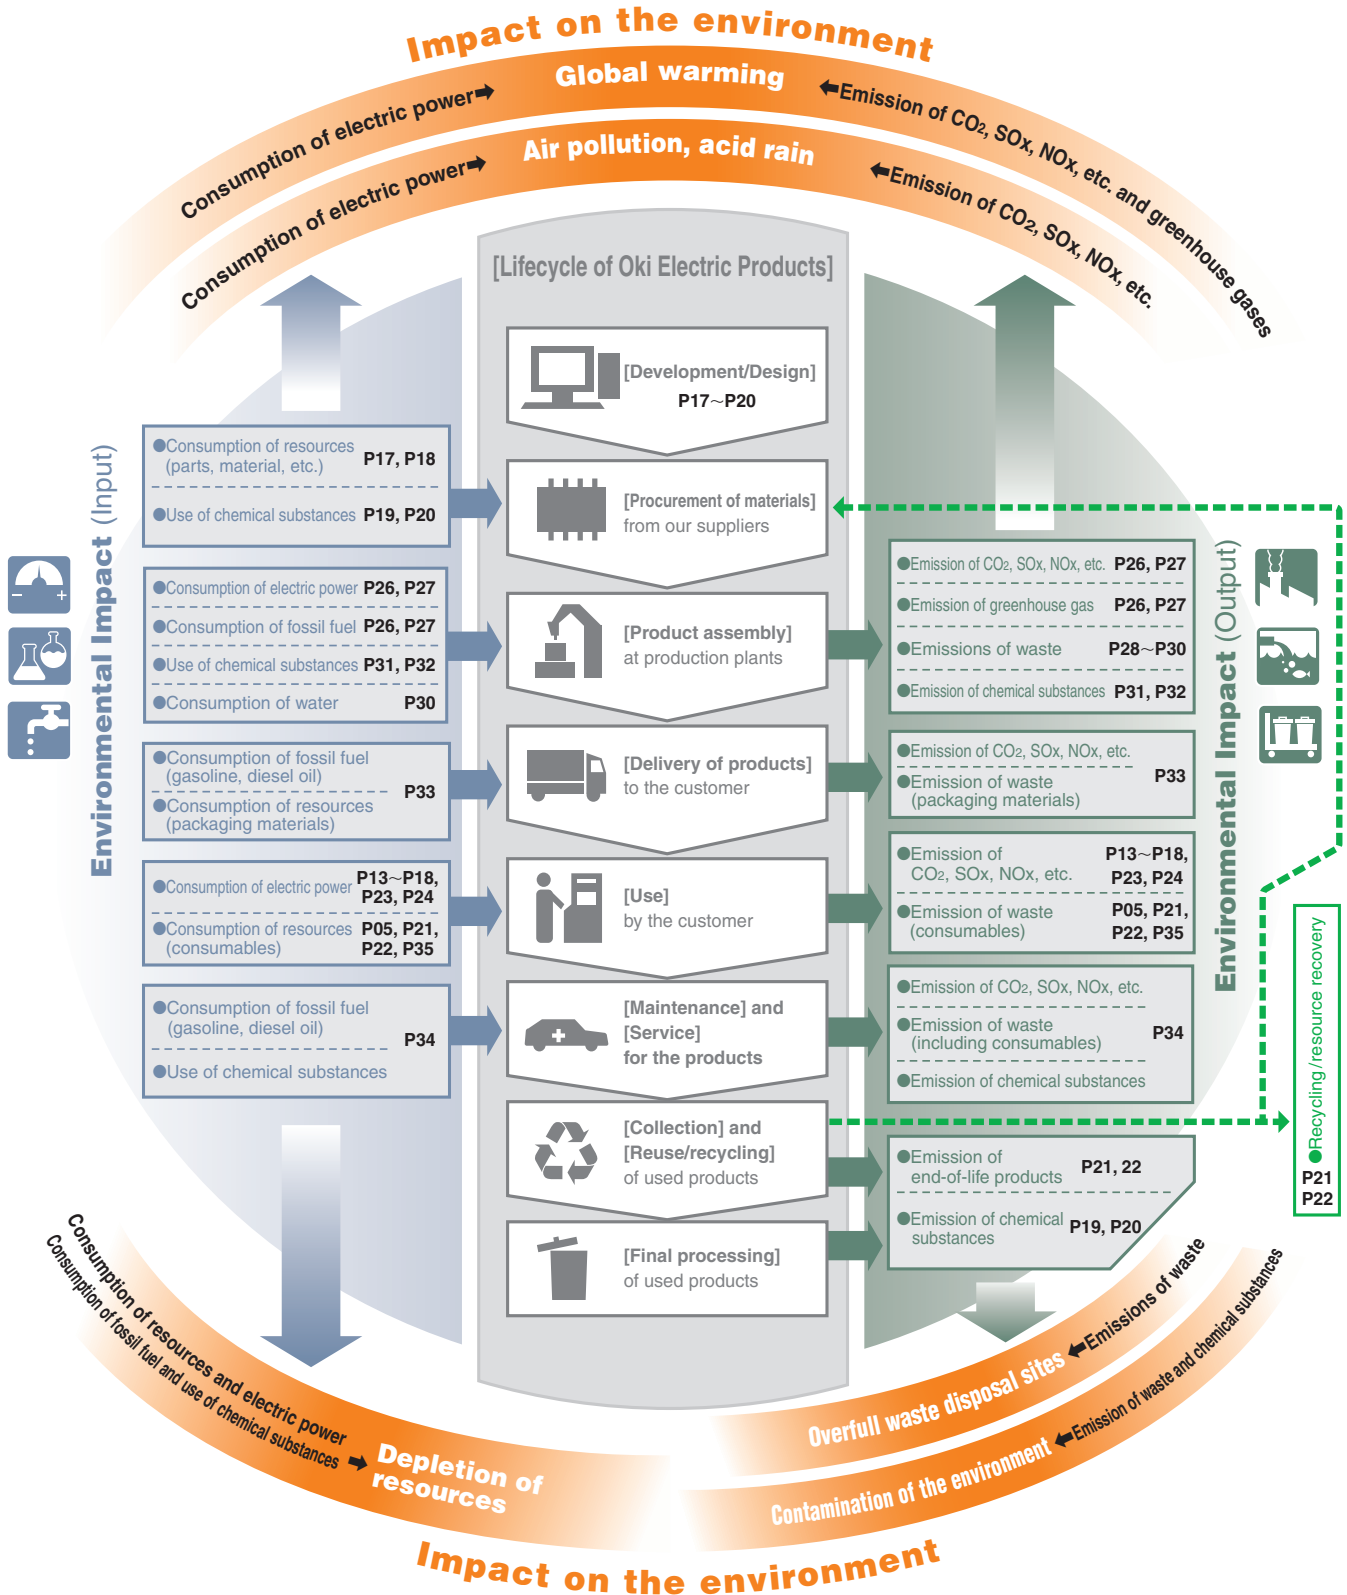 Impact on the environment
Global warming
Consumption of electric power
Emission of CO2, SOx, NOx, etc. and greenhouse gases
Air pollution, acid rain
Consumption of electric power
Emission of CO2, SOx, NOx, etc.
[Lifecycle of Oki Electric Products]
[Development/Design]
P17~P20
[Procurement of materials]
from our suppliers
[Product assembly]
at production plants
[Delivery of products]
to the customer
[Use]
by the customer
[Maintenance] and
[Service]
for the products
[Collection] and
[Reuse/recycling]
of used products
[Final processing]
of used products
Environmental Impact (Input)
●Consumption of resources
(parts, material, etc.) P17, P18
●Use of chemical substances P19, P20
●Consumption of electric power P26, P27
●Consumption of fossil fuel P26, P27
●Use of chemical substances P31, P32
●Consumption of water P30
●Consumption of fossil fuel
(gasoline, diesel oil)
P33
●Consumption of resources
(packaging materials)
●Consumption of electric power P13~P18,
P23, P24
●Consumption of resources P05, P21,
(consumables) P22, P35
●Consumption of fossil fuel
(gasoline, diesel oil)
P34
●Use of chemical substances
Environmental Impact (Output)
●Emission of CO2, SOx, NOx, etc. P26, P27
●Emission of greenhouse gas P26, P27
●Emissions of waste P28~P30
●Emission of chemical substances P31, P32
●Emission of CO2, SOx, NOx, etc.
P33
●Emission of waste
(packaging materials)
●Emission of P13~P18,
CO2, SOx, NOx, etc. P23, P24
●Emission of waste P05, P21,
(consumables) P22, P35
●Emission of CO2, SOx, NOx, etc.
●Emission of waste
(including consumables) P34
●Emission of chemical substances
●Emission of
end-of-life products P21, 22
●Emission of chemical
substances P19, P20
●Recycling/resource recovery
P21
P22
Consumption of resources and electric power
Consumption of fossil fuel and use of chemical substances
Depletion of
resources
Overfull waste disposal sites
Emissions of waste
Contamination of the environment
Emission of waste and chemical substances
Impact on the environment